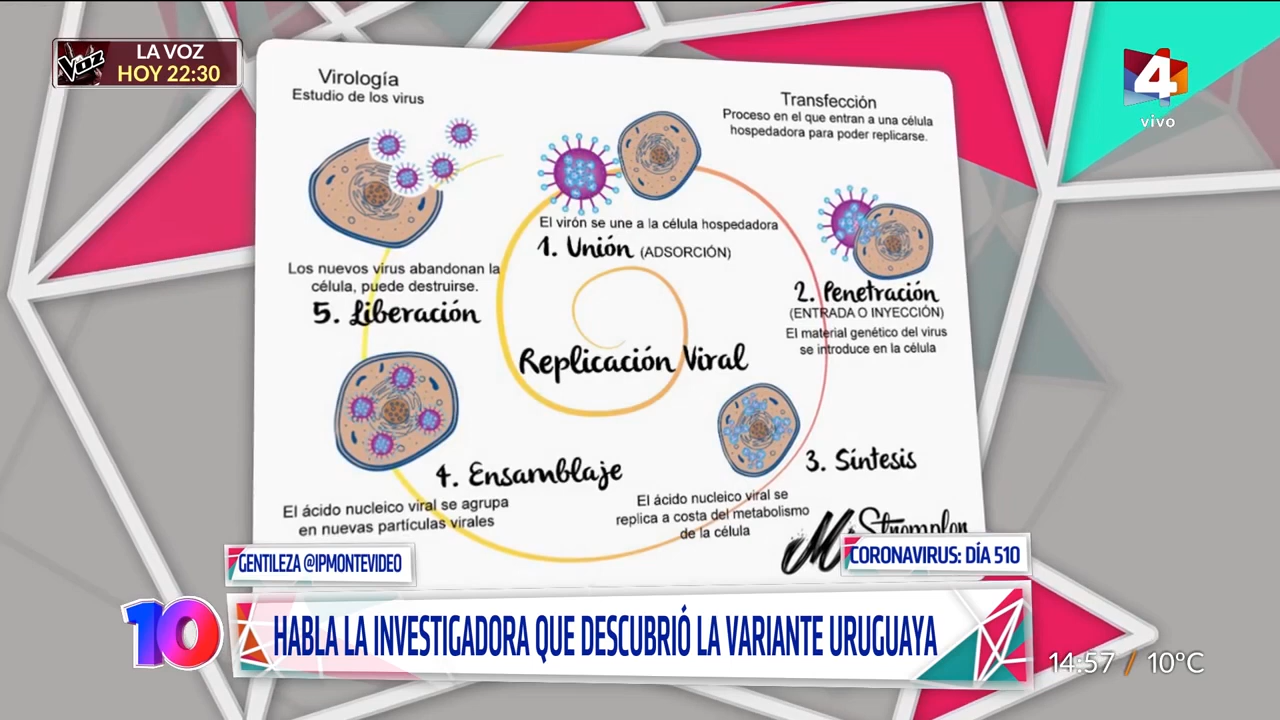 LA VOZ
HOY 22:30
VOZ
4
vivo
Virología
Estudio de los virus
Transfección
Proceso en el que entran a una célula
hospedadora para poder replicarse.
El virón se une a la célula hospedadora
1. Unión (ADSORCIÓN)
2. Penetración
(ENTRADA O INYECCIÓN)
El material genético del virus
se introduce en la célula
Los nuevos virus abandonan la
célula, puede destruirse.
5. Liberación
Replicación Viral
3. Síntesis
El ácido nucleico viral se
replica a costa del metabolismo
de la célula
4. Ensamblaje
El ácido nucleico viral se agrupa
en nuevas partículas virales
GENTILEZA @IPMONTEVIDEO
CORONAVIRUS: DÍA 510
10
HABLA LA INVESTIGADORA QUE DESCUBRIÓ LA VARIANTE URUGUAYA
14:57 / 10°C